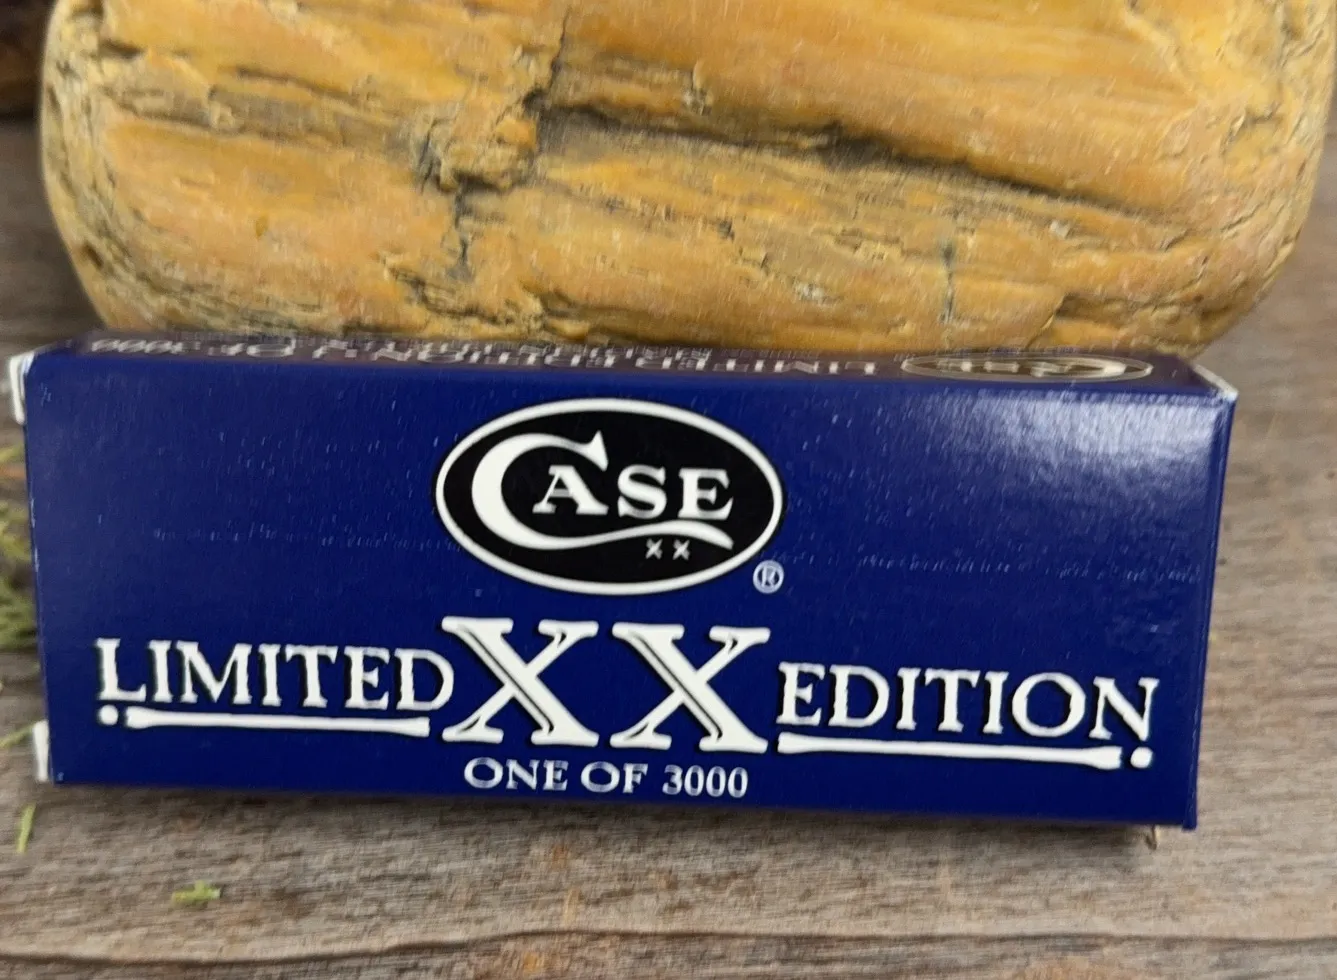 CASE
XX
®
LIMITED XX EDITION
ONE OF 3000